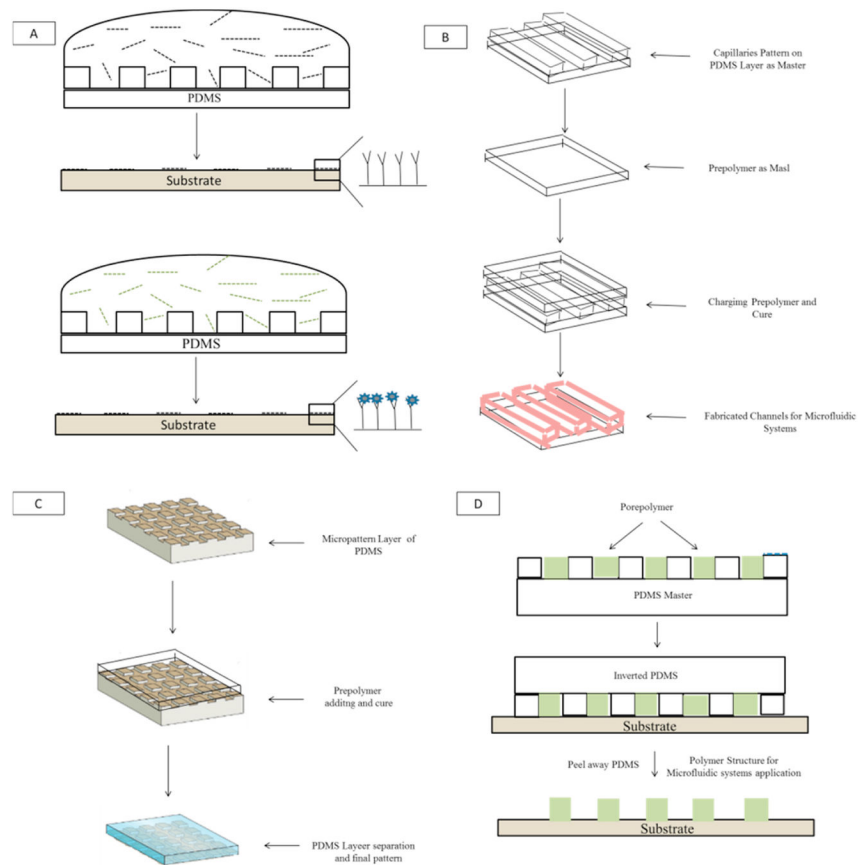 A
PDMS
Substrate
PDMS
Substrate
B
Capillaries Pattern on
PDMS Layer as Master
Prepolymer as Masl
Charging Prepolymer and
Cure
Fabricated Channels for Microfluidic
Systems
C
Micropattern Layer of
PDMS
Prepolymer
additng and cure
PDMS Layeer separation
and final pattern
D
Porepolymer
PDMS Master
Inverted PDMS
Substrate
Peel away PDMS
Polymer Structure for
Microfluidic systems application
Substrate